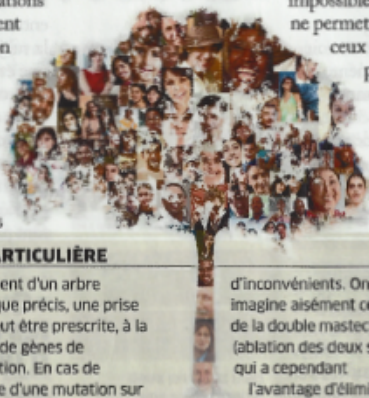 ent
n
impossible
ne permet
ceux
ARTICULIÈRE
ent d'un arbre
que précis, une prise
ut être prescrite, à la
de gènes de
tion. En cas de
e d'une mutation sur
d'inconvénients. On
imagine aisément ce
de la double mastec
(ablation des deux s
qui a cependant
l'avantage d'élimi